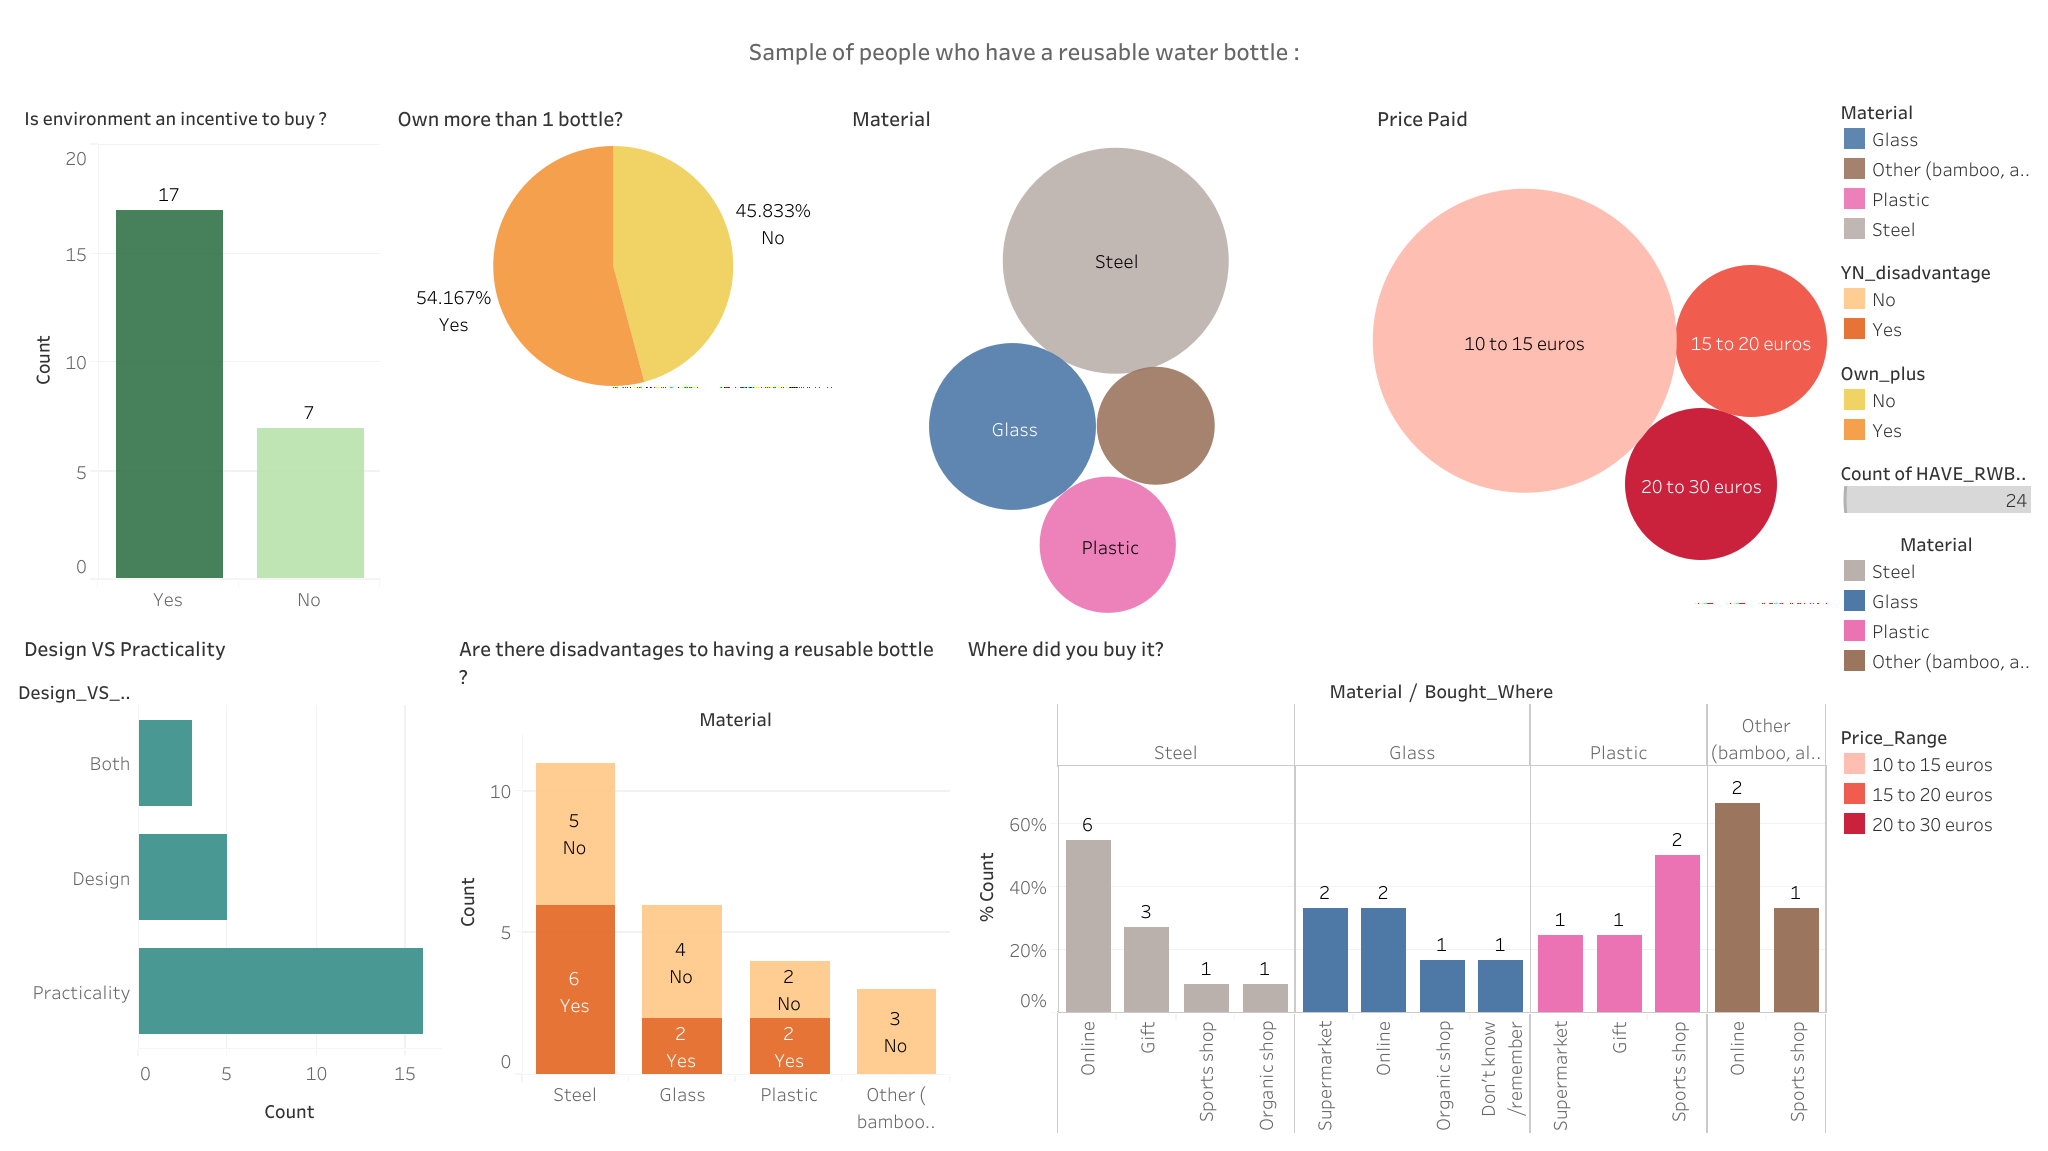 Sample of people who have a reusable water bottle :
Is environment an incentive to buy ?
20
15
10
5
0
Count
17
7
Yes
No
Own more than 1 bottle?
45.833%
No
54.167%
Yes
Material
Steel
Glass
Plastic
Price Paid
10 to 15 euros
15 to 20 euros
20 to 30 euros
Material
Glass
Other (bamboo, a..
Plastic
Steel
YN_disadvantage
No
Yes
Own_plus
No
Yes
Count of HAVE_RWB..
24
Material
Steel
Glass
Plastic
Other (bamboo, a..
Price_Range
10 to 15 euros
15 to 20 euros
20 to 30 euros
Design VS Practicality
Design_VS_..
Both
Design
Practicality
0
5
10
15
Count
Are there disadvantages to having a reusable bottle
?
Material
10
5
0
Count
5
No
6
Yes
4
No
2
Yes
2
No
2
Yes
3
No
Steel
Glass
Plastic
Other (
bamboo..
Where did you buy it?
Material / Bought_Where
Steel
Glass
Plastic
Other
(bamboo, al..
60%
40%
20%
0%
% Count
6
3
1
1
2
2
1
1
1
1
2
2
1
Online
Gift
Sports shop
Organic shop
Supermarket
Online
Organic shop
Don't know
/remember
Supermarket
Gift
Sports shop
Online
Sports shop